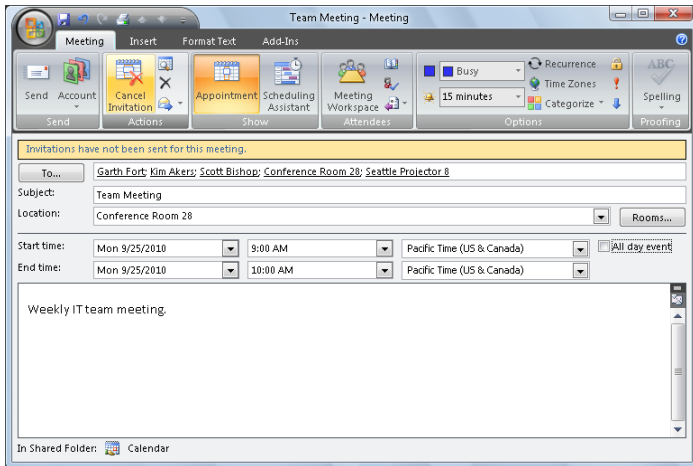 Team Meeting - Meeting
Meeting Insert Format Text Add-Ins
Send Account Cancel Invitation Appointment Scheduling Assistant Meeting Workspace Busy 15 minutes Recurrence Time Zones Categorize ABC Spelling
Send Actions Show Attendees Options Proofing
Invitations have not been sent for this meeting.
To... Garth Fort; Kim Akers; Scott Bishop; Conference Room 28; Seattle Projector 8
Subject: Team Meeting
Location: Conference Room 28 Rooms...
Start time: Mon 9/25/2010 9:00 AM Pacific Time (US & Canada) All day event
End time: Mon 9/25/2010 10:00 AM Pacific Time (US & Canada)
Weekly IT team meeting.
In Shared Folder: Calendar